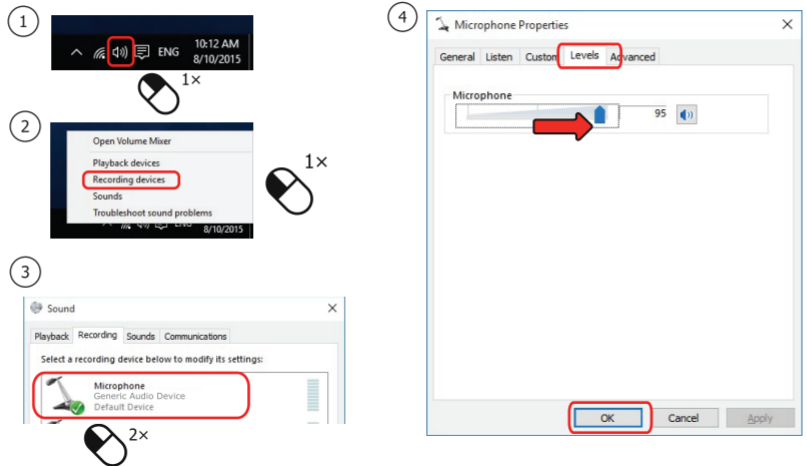 1
ENG
10:12 AM
8/10/2015
1×
2
Open Volume Mixer
Playback devices
Recording devices
Sounds
Troubleshoot sound problems
ENG
8/10/2015
1×
3
Sound
Playback Recording Sounds Communications
Select a recording device below to modify its settings:
Microphone
Generic Audio Device
Default Device
2×
4
Microphone Properties
General Listen Custom Levels Advanced
Microphone
95
OK Cancel Apply